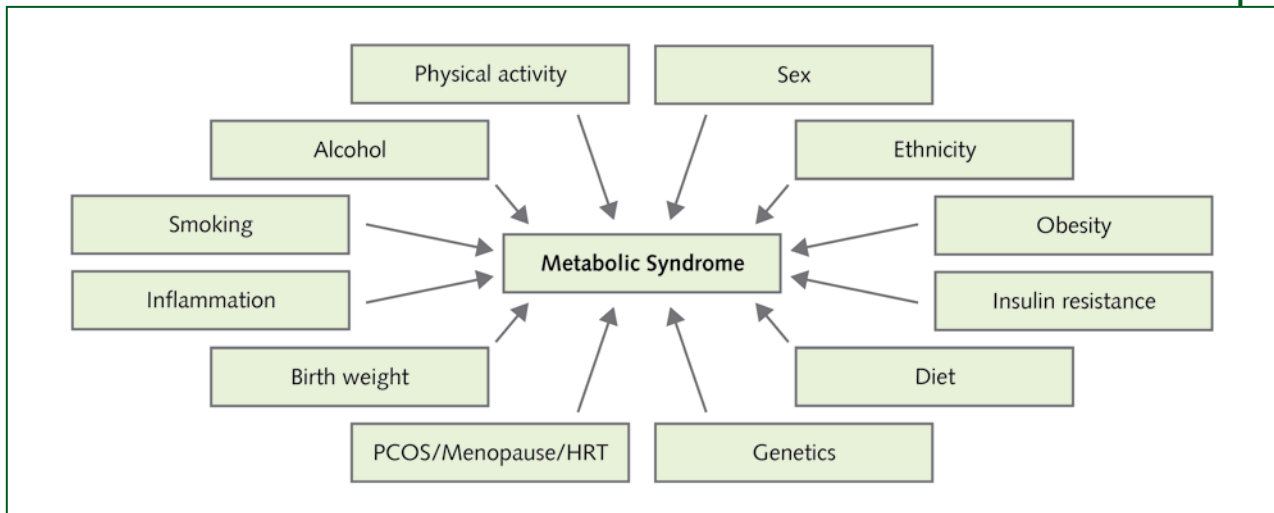 Physical activity
Sex
Alcohol
Ethnicity
Smoking
Obesity
Metabolic Syndrome
Inflammation
Insulin resistance
Birth weight
Diet
PCOS/Menopause/HRT
Genetics